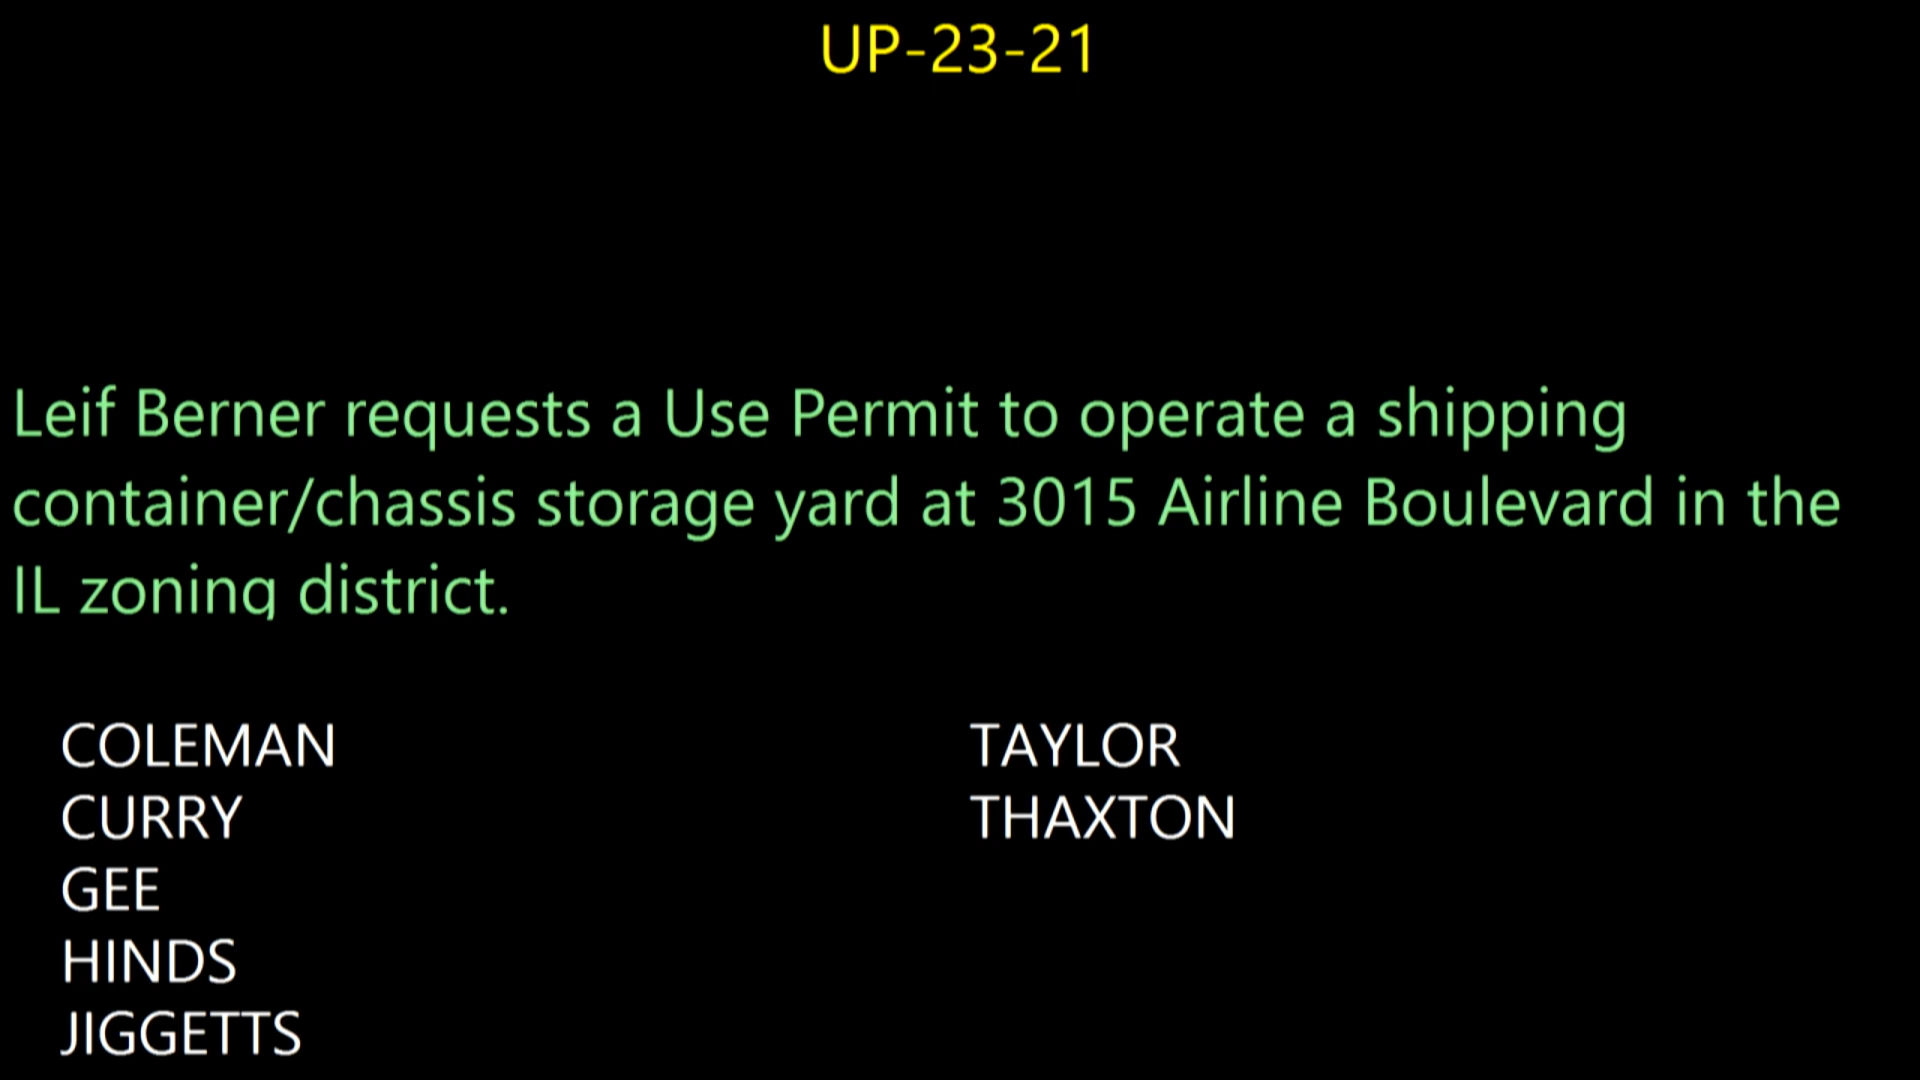 UP-23-21
Leif Berner requests a Use Permit to operate a shipping
container/chassis storage yard at 3015 Airline Boulevard in the
IL zoning district.
COLEMAN
CURRY
GEE
HINDS
JIGGETTS
TAYLOR
THAXTON